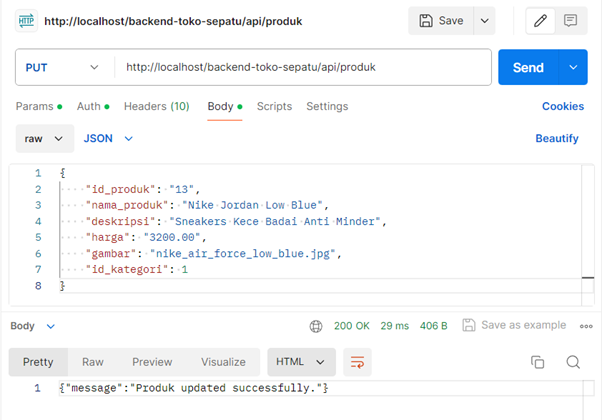 HTTP http://localhost/backend-toko-sepatu/api/produk Save
PUT http://localhost/backend-toko-sepatu/api/produk Send
Params Auth Headers (10) Body Scripts Settings Cookies
raw JSON Beautify
1 {
2 "id_produk": "13",
3 "nama_produk": "Nike Jordan Low Blue",
4 "deskripsi": "Sneakers Kece Badai Anti Minder",
5 "harga": "3200.00",
6 "gambar": "nike_air_force_low_blue.jpg",
7 "id_kategori": 1
8 }
Body 200 OK 29 ms 406 B Save as example
Pretty Raw Preview Visualize HTML
1 {"message":"Produk updated successfully."}